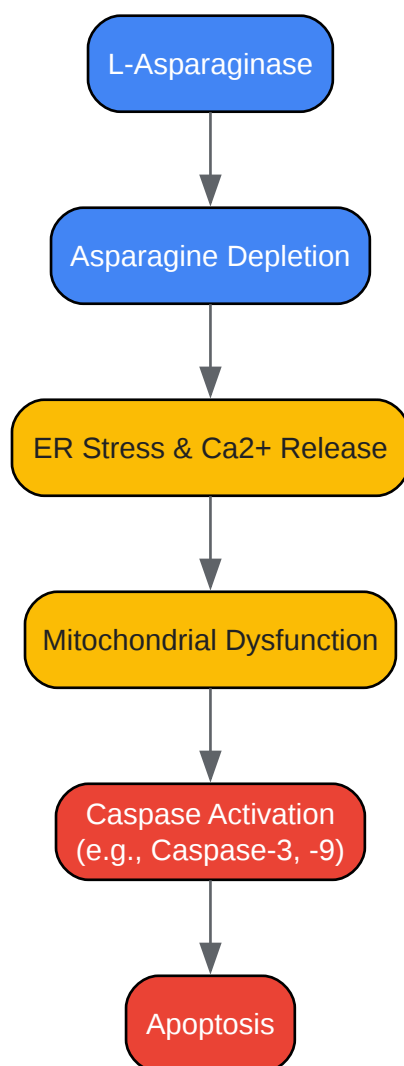 L-Asparaginase
Asparagine Depletion
ER Stress & Ca2+ Release
Mitochondrial Dysfunction
Caspase Activation
(e.g., Caspase-3, -9)
Apoptosis